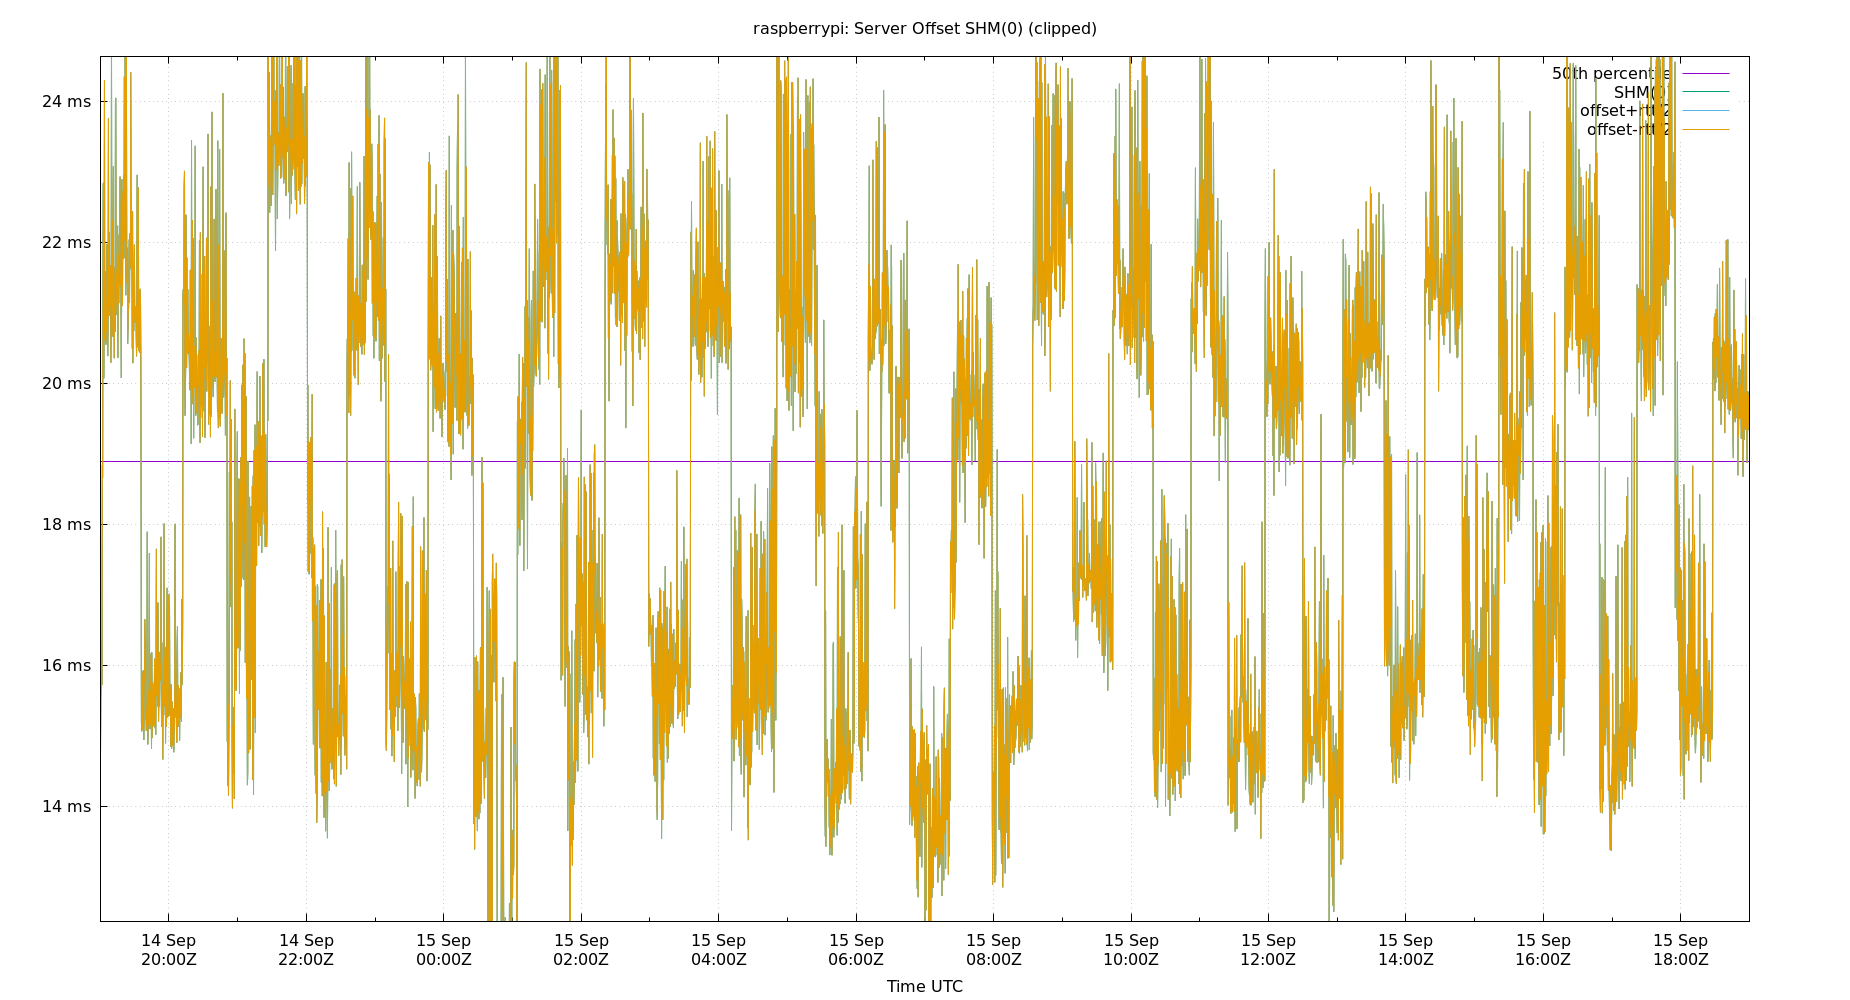 raspberrypi: Server Offset SHM(0) (clipped)
50th percentile
SHM(0)
offset+rtt/2
offset-rtt/2
24 ms
22 ms
20 ms
18 ms
16 ms
14 ms
14 Sep 14 Sep 15 Sep 15 Sep 15 Sep 15 Sep 15 Sep 15 Sep 15 Sep 15 Sep 15 Sep 15 Sep
20:00Z 22:00Z 00:00Z 02:00Z 04:00Z 06:00Z 08:00Z 10:00Z 12:00Z 14:00Z 16:00Z 18:00Z
Time UTC